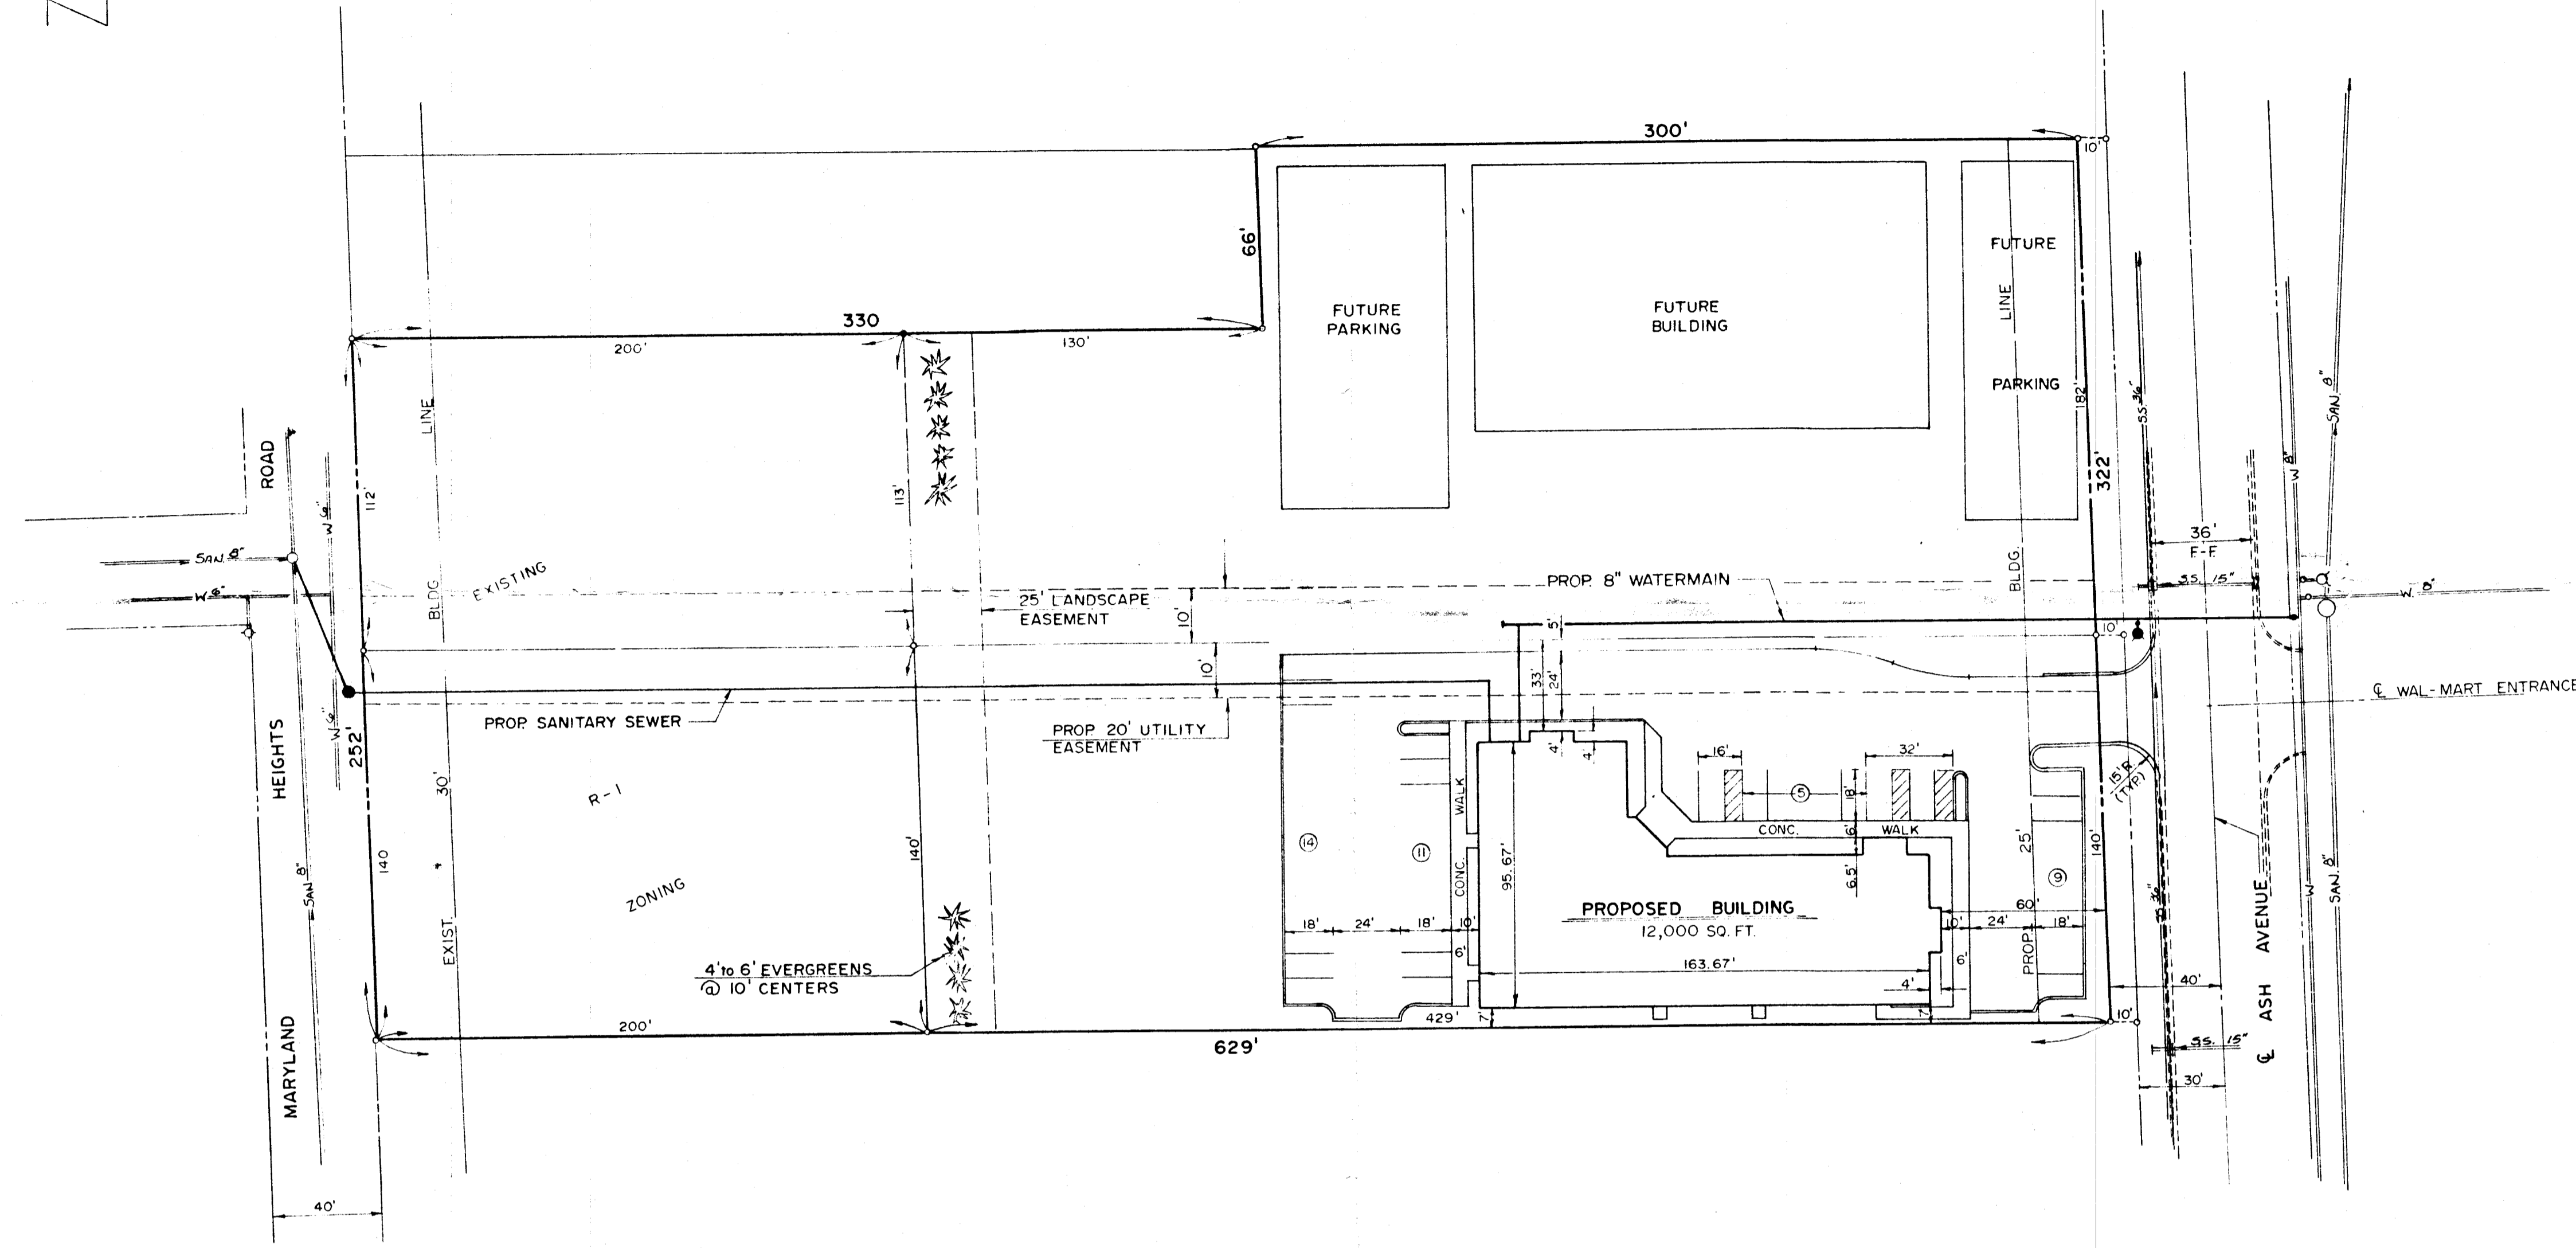 300'
10'
66'
FUTURE
PARKING
FUTURE
BUILDING
FUTURE
PARKING
LINE
BLDG.
182'
322'
330
200'
130'
ROAD
HEIGHTS
MARYLAND
LINE
BLDG
EXIST.
30'
112'
113'
252'
140
140'
SAN. 8"
W 6"
W 6"
W 6"
SAN 8"
EXISTING
R-1
ZONING
25' LANDSCAPE
EASEMENT
10'
10'
PROP. 8" WATERMAIN
PROP. SANITARY SEWER
PROP. 20' UTILITY
EASEMENT
5'
33'
24'
4'
4'
16'
32'
5
18'
6'
6.5'
CONC. WALK
WALK
CONC.
14
11
95.67'
PROPOSED BUILDING
12,000 SQ. FT.
163.67'
18'
24'
18'
10'
6'
4'
10'
24'
18'
60'
6'
PROP.
25'
140'
9
15' R
(TYP.)
4' to 6' EVERGREENS
@ 10' CENTERS
200'
429'
7'
7'
629'
10'
40'
S.S. 15"
30'
40'
S.S. 36"
S.S. 36"
36'
F.-F.
S.S. 15"
10'
W 8"
SAN. 8"
W. 8"
℄ WAL-MART ENTRANCE
W
SAN. 8"
℄ ASH AVENUE